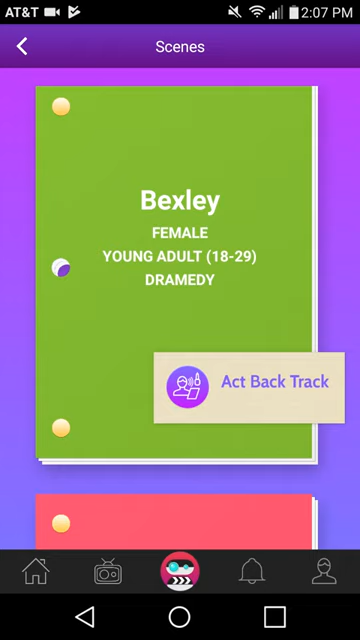 AT&T 2:07 PM
Scenes
Bexley
FEMALE
YOUNG ADULT (18-29)
DRAMEDY
Act Back Track